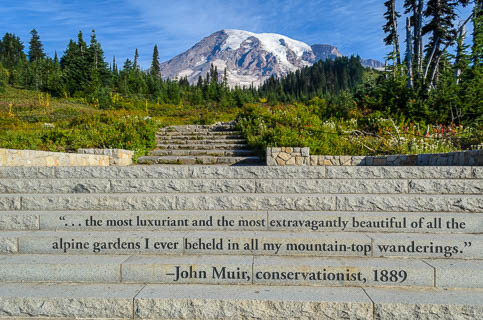 “... the most luxuriant and the most extravagantly beautiful of all the
alpine gardens I ever beheld in all my mountain-top wanderings.”
—John Muir, conservationist, 1889